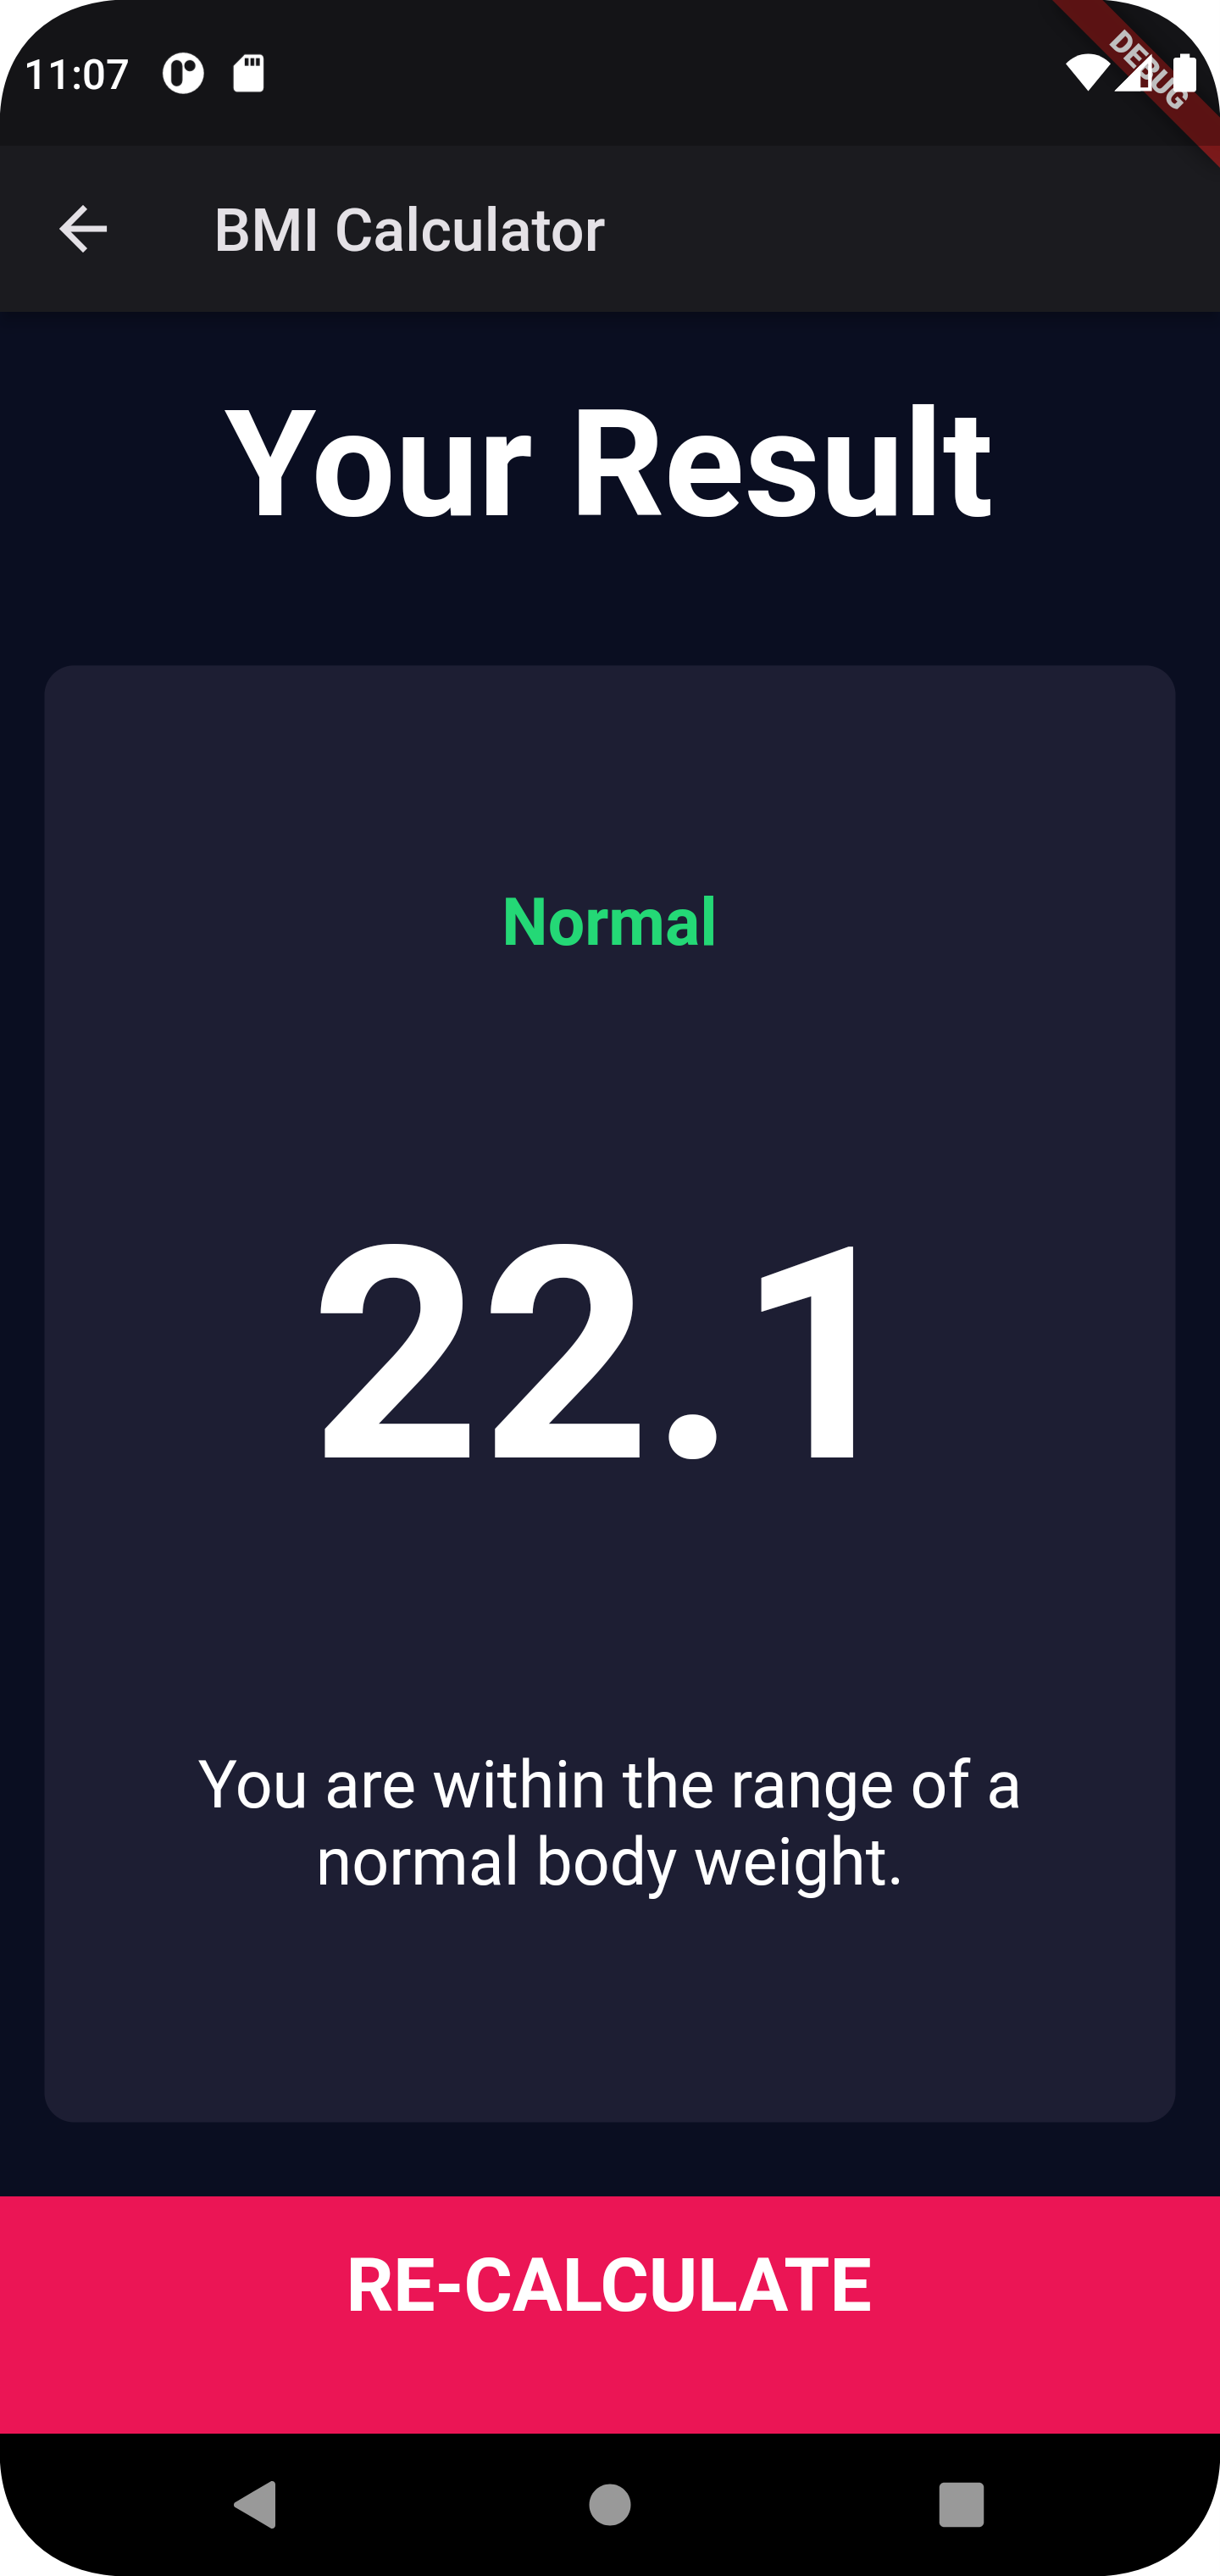 11:07
DEBUG
BMI Calculator
Your Result
Normal
22.1
You are within the range of a
normal body weight.
RE-CALCULATE